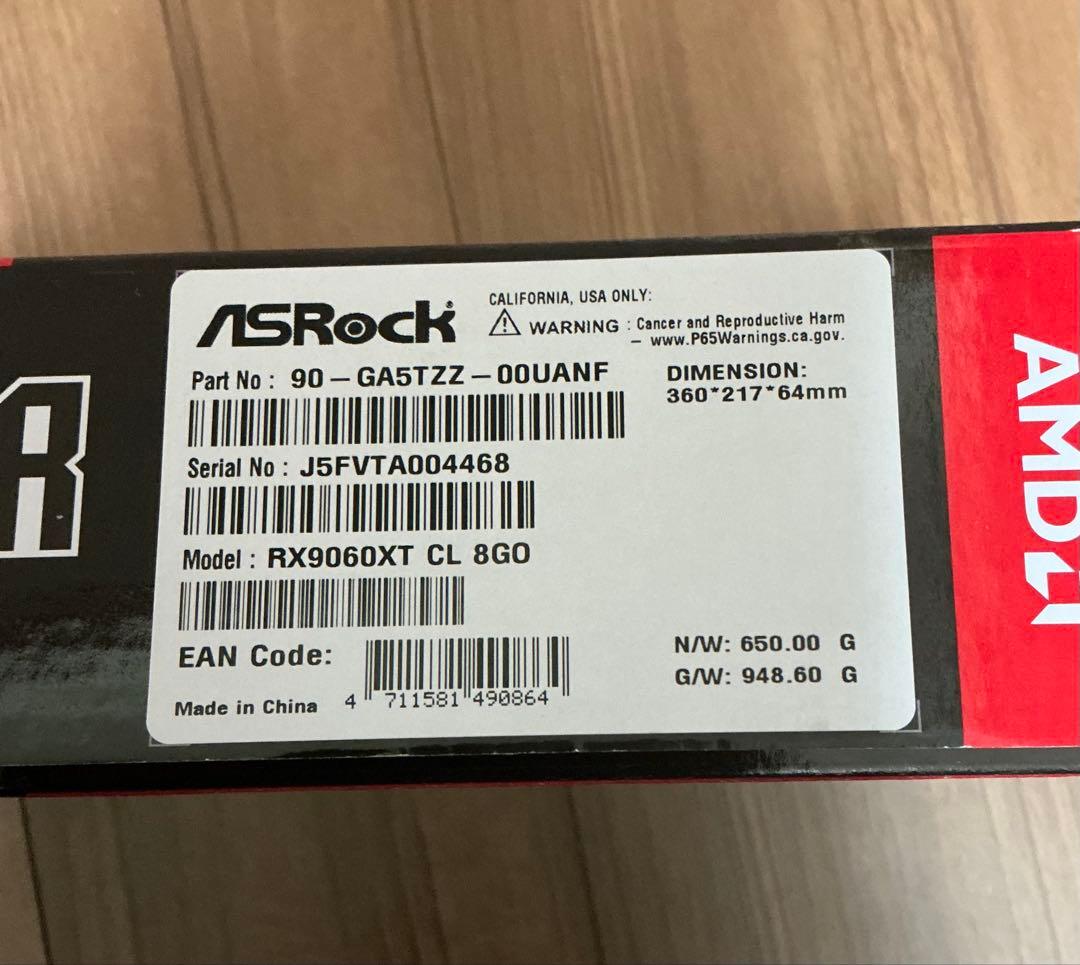 ASRock
CALIFORNIA, USA ONLY:
WARNING : Cancer and Reproductive Harm
– www.P65Warnings.ca.gov.
Part No : 90-GA5TZZ-00UANF
DIMENSION:
360*217*64mm
Serial No : J5FVTA004468
Model : RX9060XT CL 8GO
EAN Code:
4 711581 490864
Made in China
N/W: 650.00 G
G/W: 948.60 G
AMD